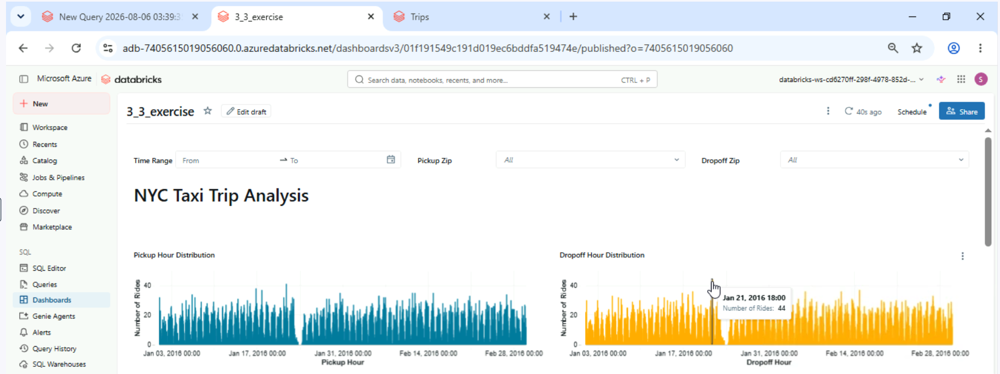 New Query 2026-08-06 03:39:3
3_3_exercise
Trips
adb-7405615019056060.0.azuredatabricks.net/dashboardsv3/01f191549c191d019ec6bddfa519474e/published?o=7405615019056060
Microsoft Azure
databricks
Search data, notebooks, recents, and more...
CTRL + P
databricks-ws-cd6270ff-298f-4978-852d-...
S
New
Workspace
Recents
Catalog
Jobs & Pipelines
Compute
Discover
Marketplace
SQL
SQL Editor
Queries
Dashboards
Genie Agents
Alerts
Query History
SQL Warehouses
3_3_exercise
Edit draft
40s ago
Schedule
Share
Time Range
From
To
Pickup Zip
All
Dropoff Zip
All
NYC Taxi Trip Analysis
Pickup Hour Distribution
Number of Rides
40
20
0
Jan 03, 2016 00:00
Jan 17, 2016 00:00
Jan 31, 2016 00:00
Feb 14, 2016 00:00
Feb 28, 2016 00:00
Pickup Hour
Dropoff Hour Distribution
Number of Rides
40
20
0
Jan 21, 2016 18:00
Number of Rides: 44
Jan 03, 2016 00:00
Jan 17, 2016 00:00
Jan 31, 2016 00:00
Feb 14, 2016 00:00
Feb 28, 2016 00:00
Dropoff Hour